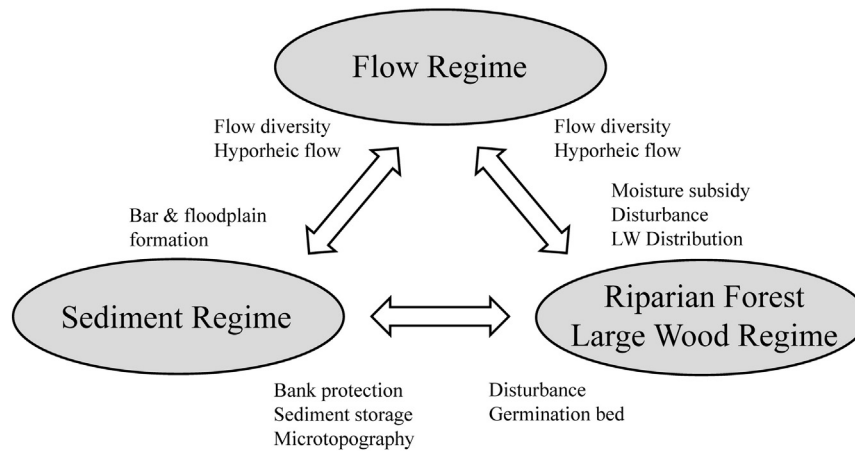 Flow Regime
Flow diversity
Hyporheic flow
Flow diversity
Hyporheic flow
Bar & floodplain
formation
Moisture subsidy
Disturbance
LW Distribution
Sediment Regime
Riparian Forest
Large Wood Regime
Bank protection
Sediment storage
Microtopography
Disturbance
Germination bed